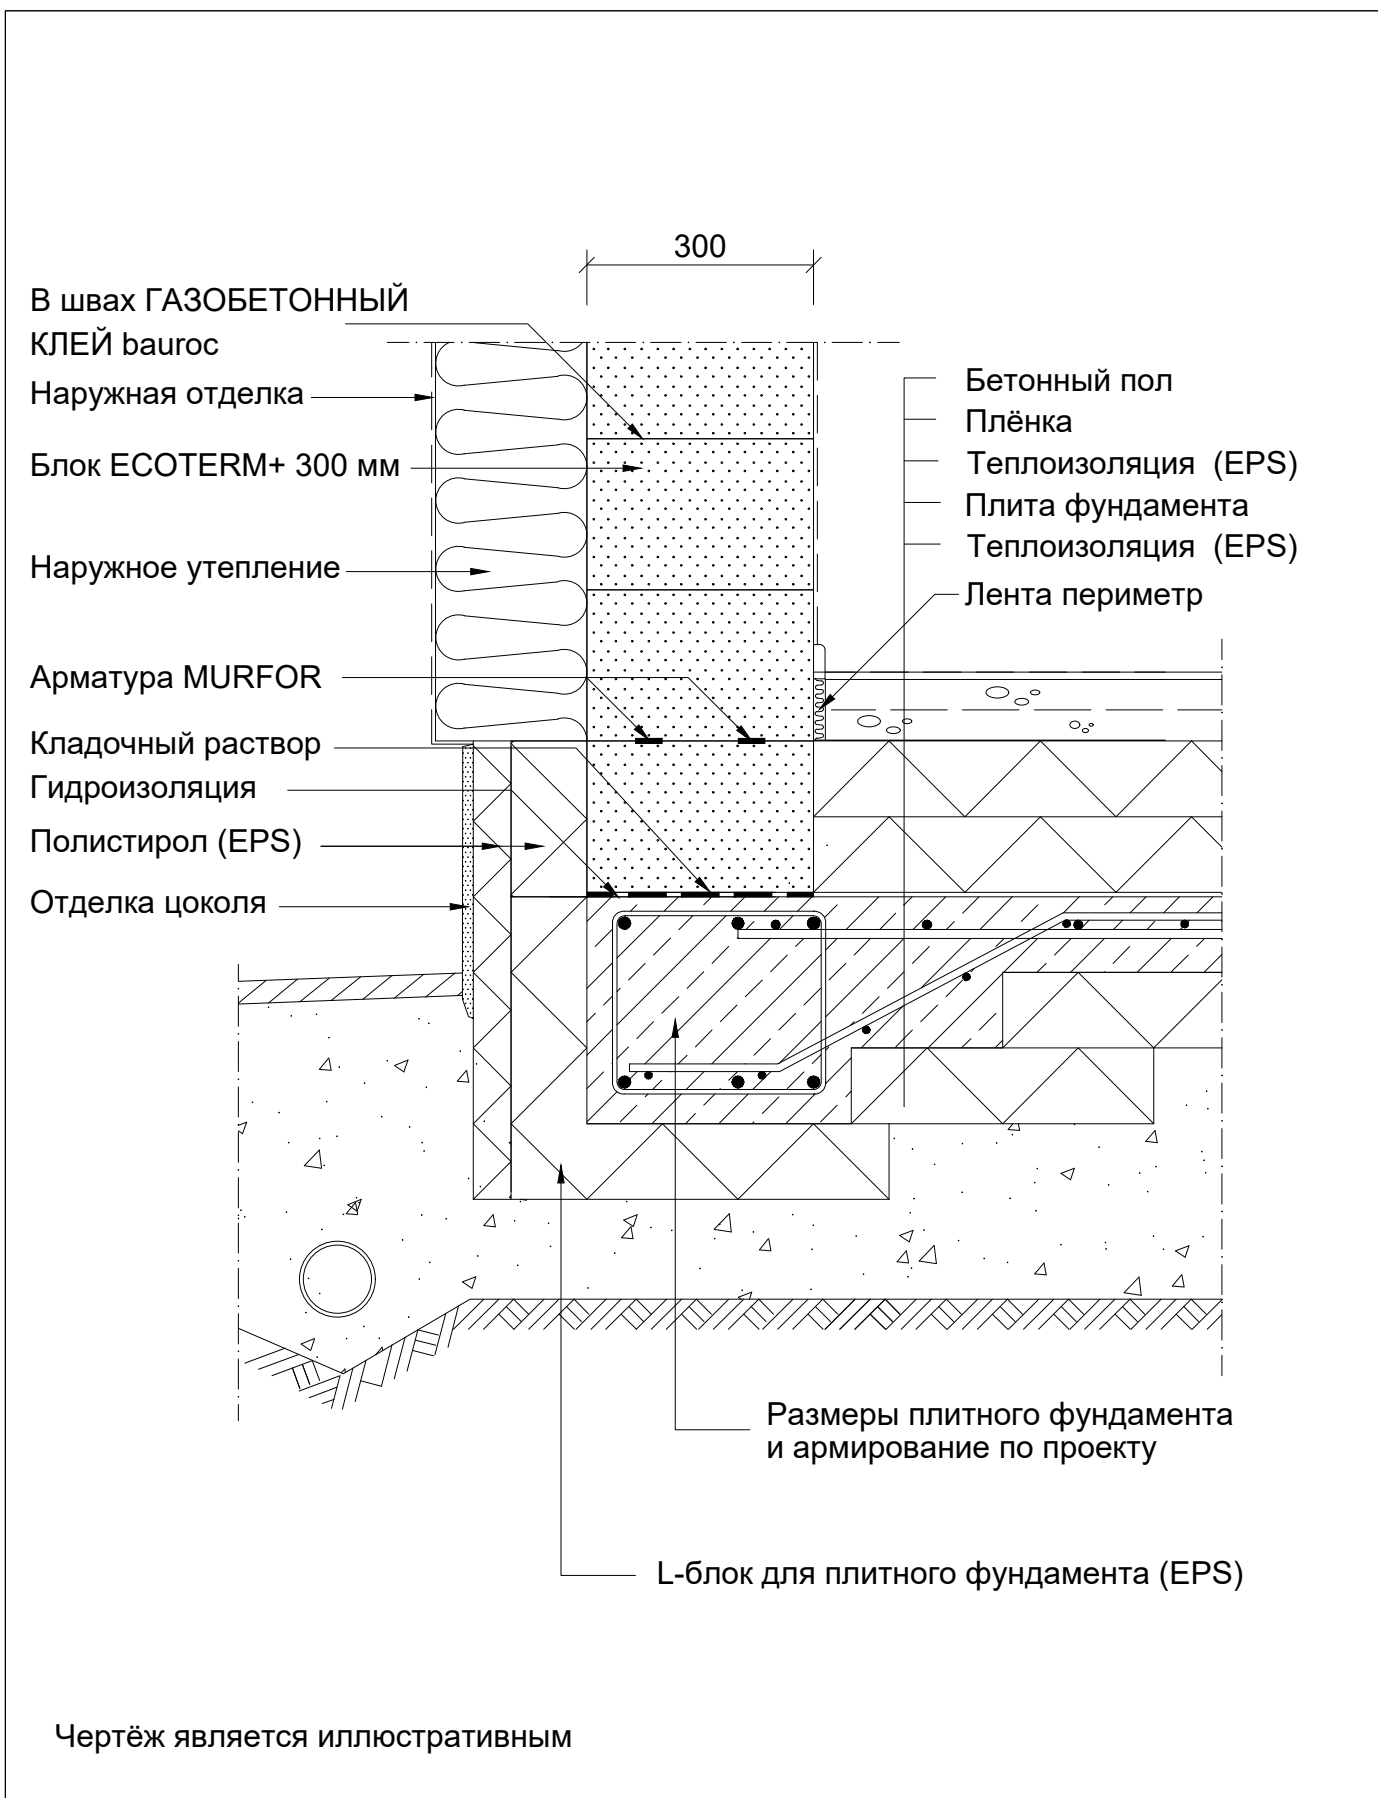 300
В швах ГАЗОБЕТОННЫЙ
КЛЕЙ bauroc
Наружная отделка
Блок ECOTERM+ 300 мм
Наружное утепление
Арматура MURFOR
Кладочный раствор
Гидроизоляция
Полистирол (EPS)
Отделка цоколя
Бетонный пол
Плёнка
Теплоизоляция (EPS)
Плита фундамента
Теплоизоляция (EPS)
Лента периметр
Размеры плитного фундамента
и армирование по проекту
L-блок для плитного фундамента (EPS)
Чертёж является иллюстративным